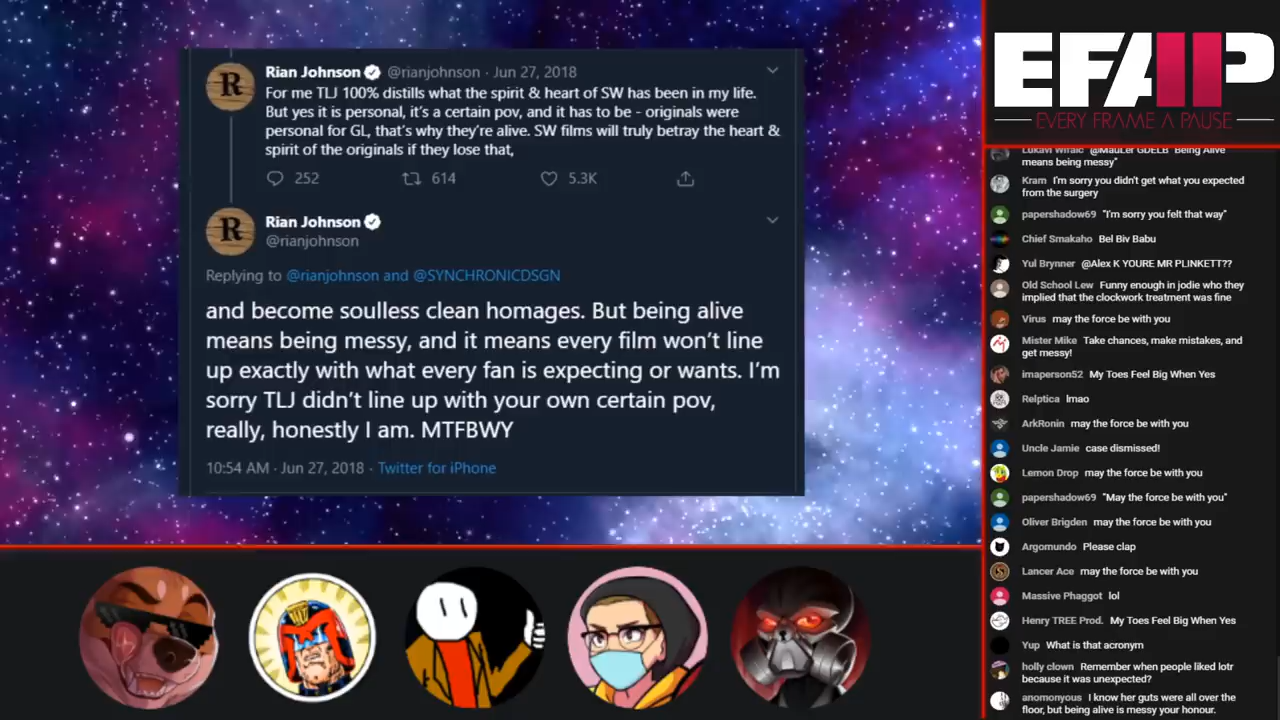 Rian Johnson @rianjohnson · Jun 27, 2018
For me TLJ 100% distills what the spirit & heart of SW has been in my life.
But yes it is personal, it's a certain pov, and it has to be - originals were
personal for GL, that's why they're alive. SW films will truly betray the heart &
spirit of the originals if they lose that,
252 614 5.3K
Rian Johnson
@rianjohnson
Replying to @rianjohnson and @SYNCHRONICDSGN
and become soulless clean homages. But being alive
means being messy, and it means every film won't line
up exactly with what every fan is expecting or wants. I'm
sorry TLJ didn't line up with your own certain pov,
really, honestly I am. MTFBWY
10:54 AM · Jun 27, 2018 · Twitter for iPhone
EFAP
EVERY FRAME A PAUSE
@MauLer GDELB "Being Alive
means being messy"
Kram I'm sorry you didn't get what you expected
from the surgery
papershadow69 "I'm sorry you felt that way"
Chief Smakaho Bel Biv Babu
Yul Brynner @Alex K YOURE MR PLINKETT??
Old School Lew Funny enough in jodie who they
implied that the clockwork treatment was fine
Virus may the force be with you
Mister Mike Take chances, make mistakes, and
get messy!
imaperson52 My Toes Feel Big When Yes
Relptica lmao
ArkRonin may the force be with you
Uncle Jamie case dismissed!
Lemon Drop may the force be with you
papershadow69 "May the force be with you"
Oliver Brigden may the force be with you
Argomundo Please clap
Lancer Ace may the force be with you
Massive Phaggot lol
Henry TREE Prod. My Toes Feel Big When Yes
Yup What is that acronym
holly clown Remember when people liked lotr
because it was unexpected?
anomonyous I know her guts were all over the
floor, but being alive is messy your honour.